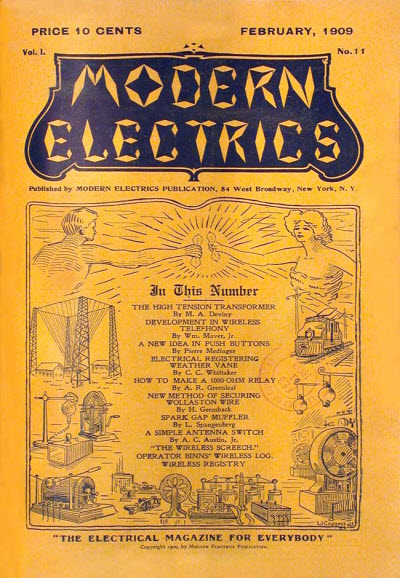 PRICE 10 CENTS FEBRUARY, 1909
Vol. I. No. 11
MODERN
ELECTRICS
Published by MODERN ELECTRICS PUBLICATION, 84 West Broadway, New York, N. Y.
In This Number
THE HIGH TENSION TRANSFORMER
By M. A. Deviny
DEVELOPMENT IN WIRELESS
TELEPHONY
By Wm. Maver, Jr.
A NEW IDEA IN PUSH BUTTONS
By Pierre Medinger
ELECTRICAL REGISTERING
WEATHER VANE
By C. C. Whittaker
HOW TO MAKE A 1000-OHM RELAY
By A. R. Greenleaf
NEW METHOD OF SECURING
WOLLASTON WIRE
By H. Gernsback
SPARK GAP MUFFLER
By L. Spangenberg
A SIMPLE ANTENNA SWITCH
By A. C. Austin, Jr.
"THE WIRELESS SCREECH."
OPERATOR BINNS' WIRELESS LOG.
WIRELESS REGISTRY
"THE ELECTRICAL MAGAZINE FOR EVERYBODY"
Copyright 1909, by MODERN ELECTRICS PUBLICATION.